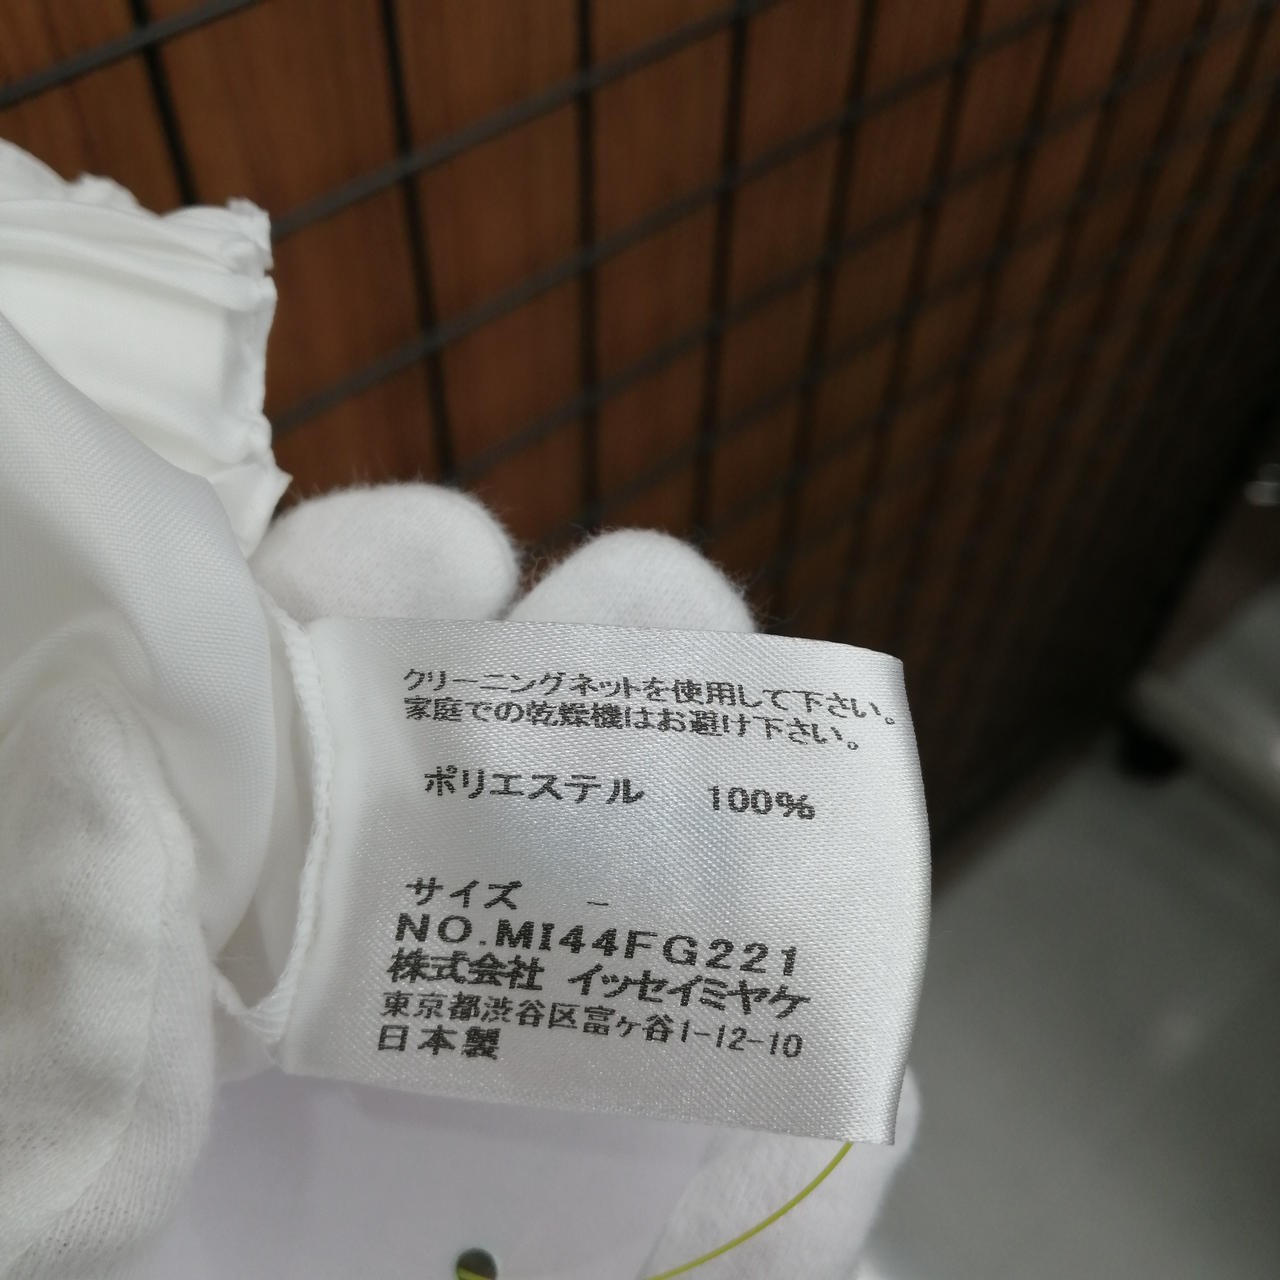 クリーニングネットを使用して下さい。
家庭での乾燥機はお避け下さい。
ポリエステル 100%
サイズ -
NO.MI44FG221
株式会社 イッセイミヤケ
東京都渋谷区富ヶ谷1-12-10
日本製